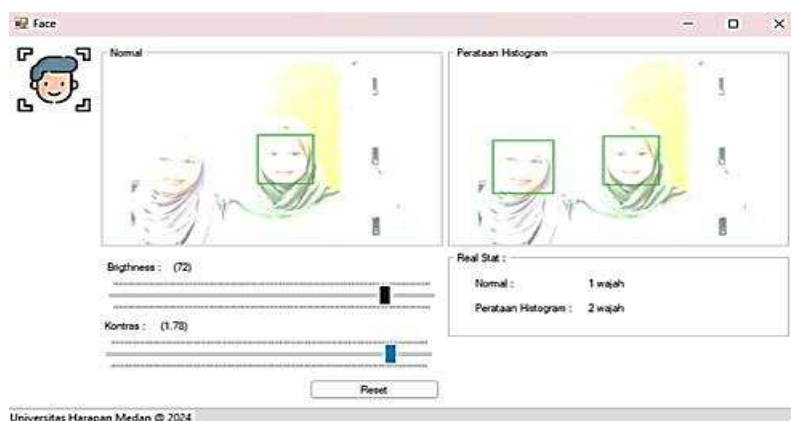 Face
Normal
Perataan Histogram
Brigthness : (72)
Kontras : (1.78)
Reset
Real Stat :
Normal : 1 wajah
Perataan Histogram : 2 wajah
Universitas Harapan Medan @ 2024